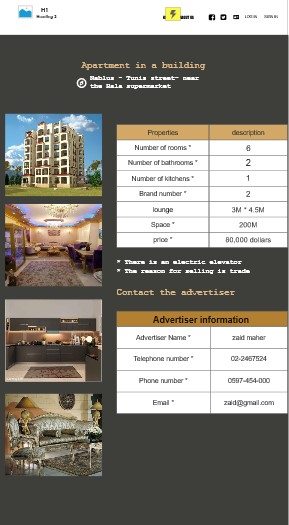 H1
Heading 2
LOG IN
SIGN IN
Apartment in a building
Nablus - Tunis street- near
the Hala supermarket
Properties description
Number of rooms * 6
Number of bathrooms * 2
Number of kitchens * 1
Brand number * 2
lounge 3M * 4.5M
Space * 200M
price * 80,000 dollars
* There is an electric elevator
* The reason for selling is trade
Contact the advertiser
Advertiser information
Advertiser Name * zaid maher
Telephone number * 02-2467524
Phone number * 0597-454-000
Email * zaid@gmail.com